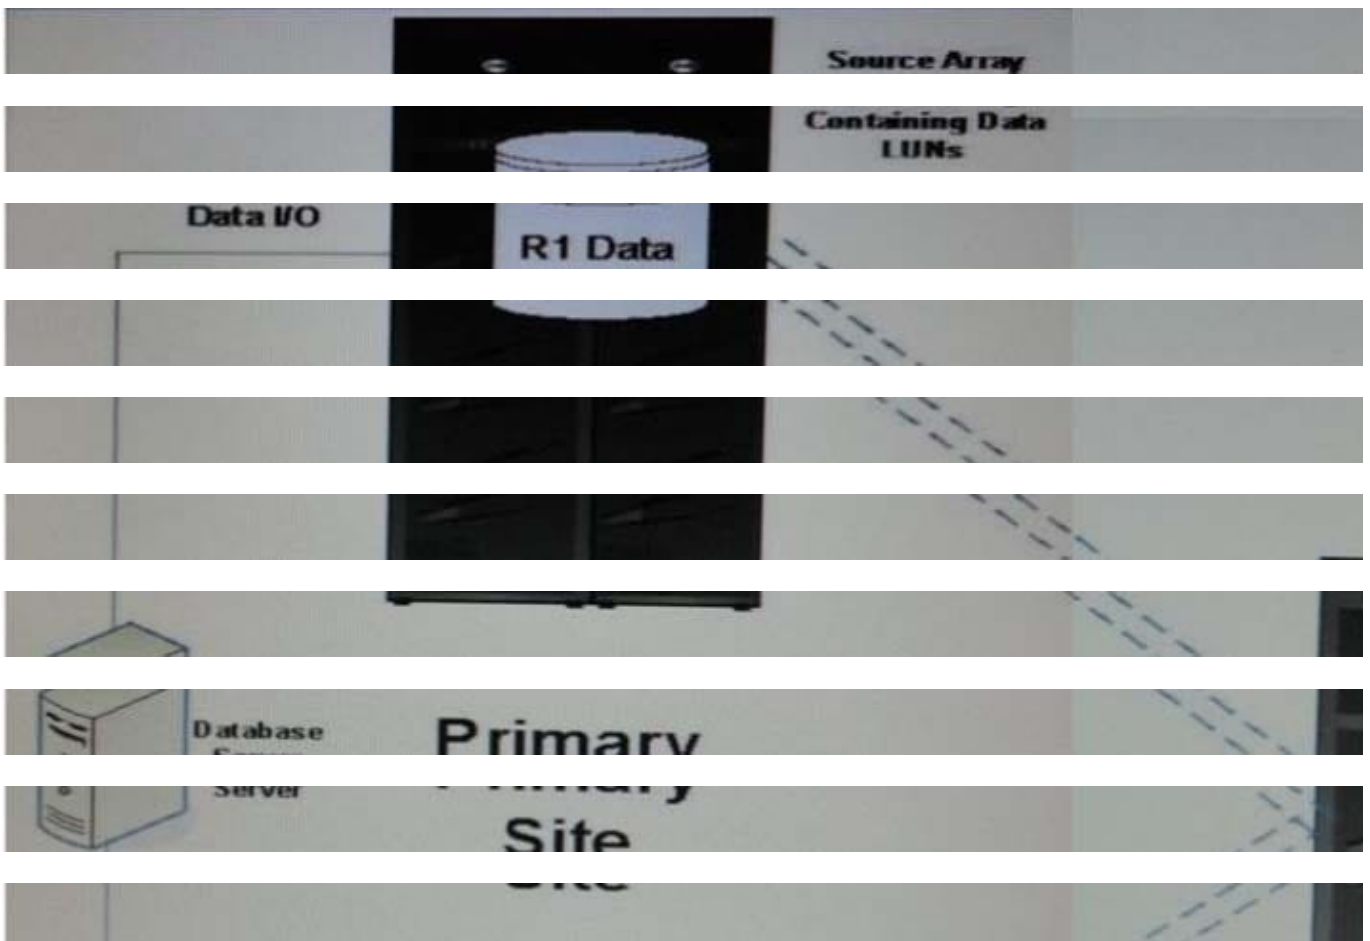 Source Array
Containing Data
LUNs
Data I/O
R1 Data
Database
Server
Primary
Site